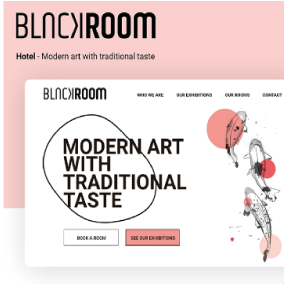 BLACKROOM
Hotel - Modern art with traditional taste
BLACKROOM
WHO WE ARE OUR EXHIBITIONS OUR ROOMS CONTACT
MODERN ART
WITH
TRADITIONAL
TASTE
BOOK A ROOM SEE OUR EXHIBITIONS